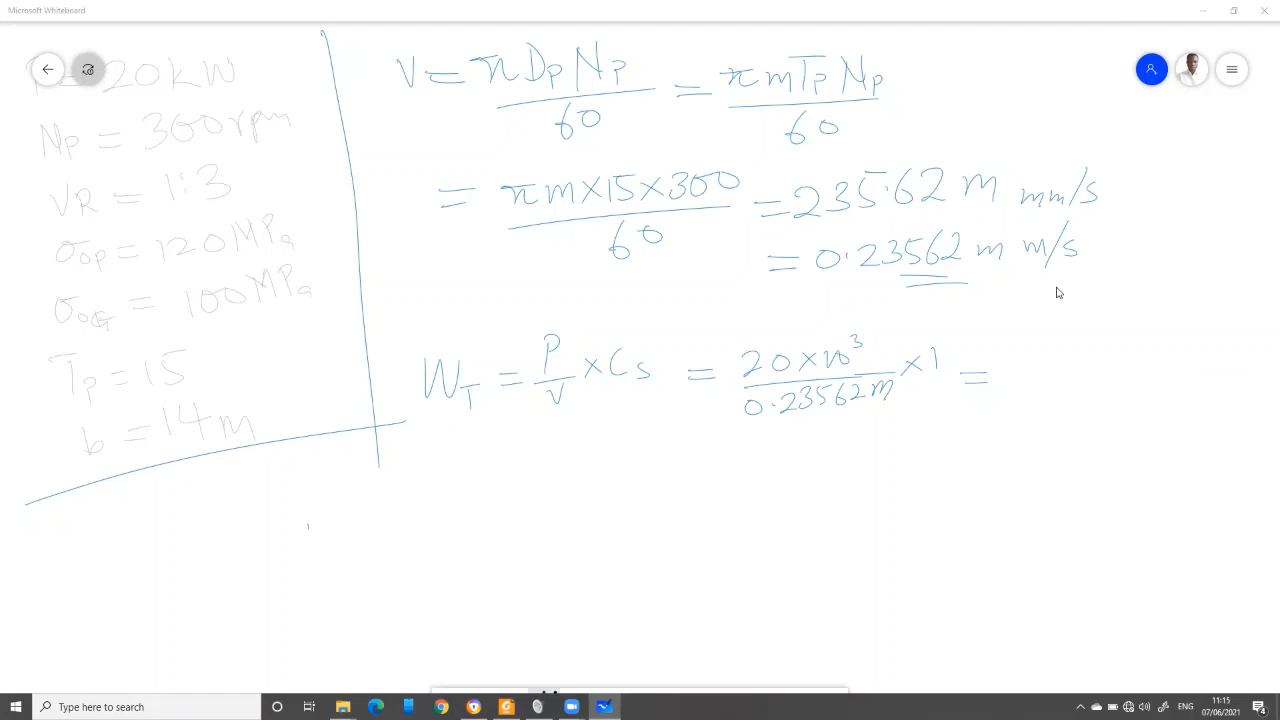 Microsoft Whiteboard
P = 20KW
Np = 300rpm
VR = 1:3
σop = 120MPa
σoG = 100MPa
Tp = 15
b = 14m
V = πDpNp/60 = πmTpNp/60
= πm×15×300/60 = 235.62 m mm/s
= 0.23562 m m/s
WT = P/v × Cs = 20×10³/0.23562m × 1 =
Type here to search
ENG
11:15
07/06/2021